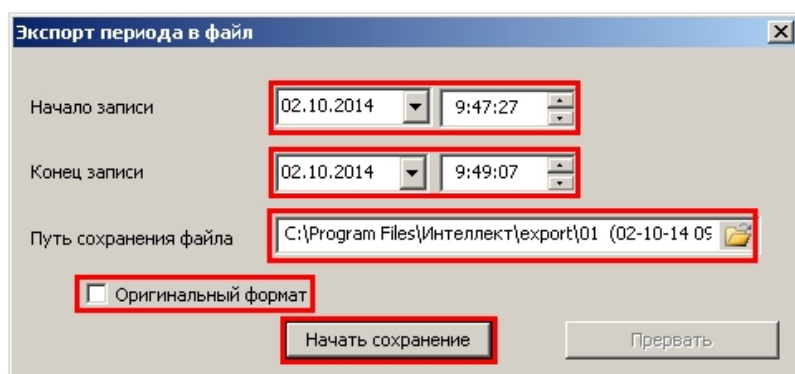 Экспорт периода в файл
Начало записи 02.10.2014 9:47:27
Конец записи 02.10.2014 9:49:07
Путь сохранения файла C:\Program Files\Интеллект\export\01 (02-10-14 09
Оригинальный формат
Начать сохранение Прервать